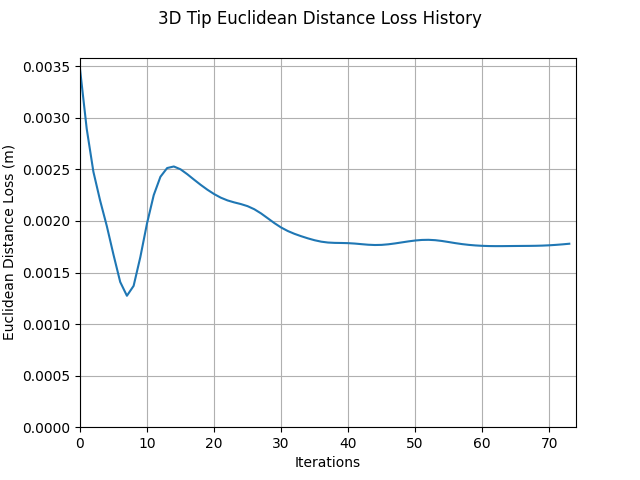 3D Tip Euclidean Distance Loss History
0.0035
0.0030
0.0025
0.0020
0.0015
0.0010
0.0005
0.0000
Euclidean Distance Loss (m)
0 10 20 30 40 50 60 70
Iterations